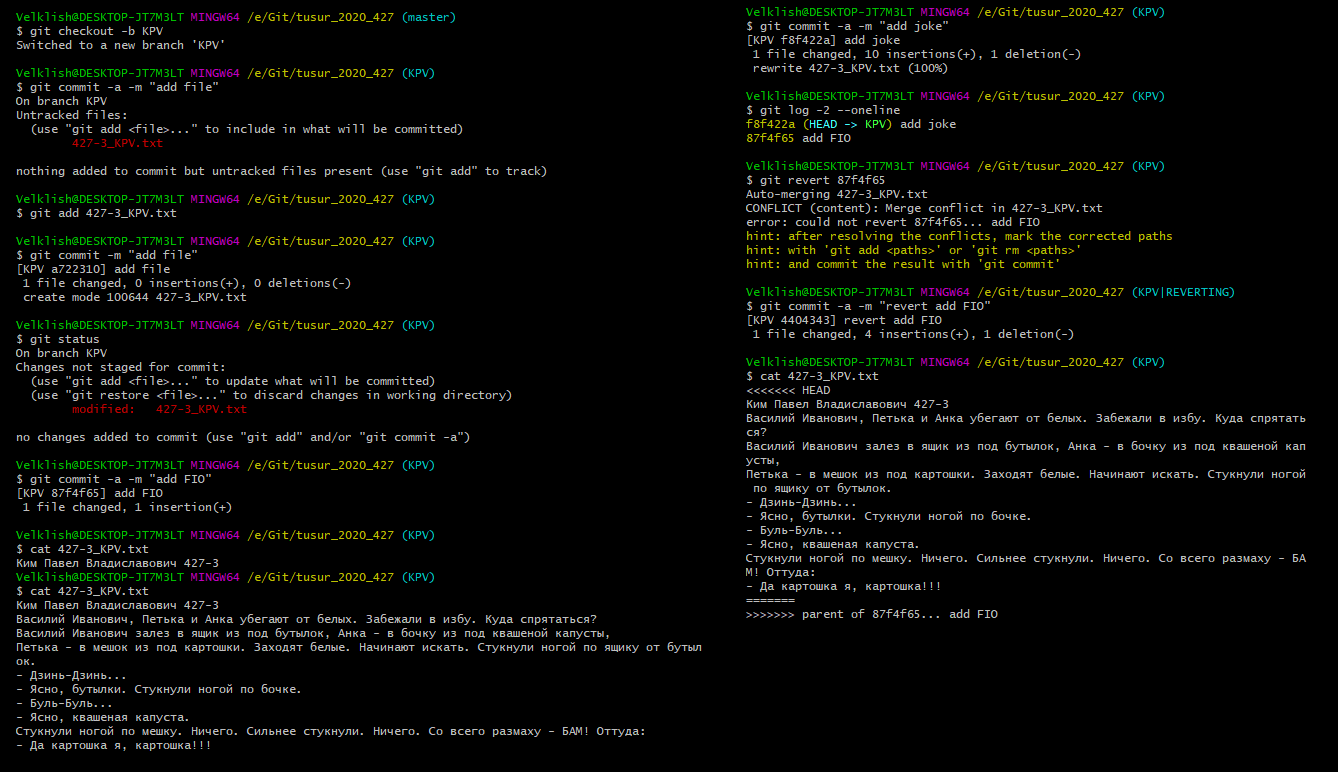 Velklish@DESKTOP-JT7M3LT MINGW64 /e/Git/tusur_2020_427 (master)
$ git checkout -b KPV
Switched to a new branch 'KPV'
Velklish@DESKTOP-JT7M3LT MINGW64 /e/Git/tusur_2020_427 (KPV)
$ git commit -a -m "add file"
On branch KPV
Untracked files:
  (use "git add <file>..." to include in what will be committed)
        427-3_KPV.txt
nothing added to commit but untracked files present (use "git add" to track)
Velklish@DESKTOP-JT7M3LT MINGW64 /e/Git/tusur_2020_427 (KPV)
$ git add 427-3_KPV.txt
Velklish@DESKTOP-JT7M3LT MINGW64 /e/Git/tusur_2020_427 (KPV)
$ git commit -m "add file"
[KPV a722310] add file
 1 file changed, 0 insertions(+), 0 deletions(-)
 create mode 100644 427-3_KPV.txt
Velklish@DESKTOP-JT7M3LT MINGW64 /e/Git/tusur_2020_427 (KPV)
$ git status
On branch KPV
Changes not staged for commit:
  (use "git add <file>..." to update what will be committed)
  (use "git restore <file>..." to discard changes in working directory)
        modified:   427-3_KPV.txt
no changes added to commit (use "git add" and/or "git commit -a")
Velklish@DESKTOP-JT7M3LT MINGW64 /e/Git/tusur_2020_427 (KPV)
$ git commit -a -m "add FIO"
[KPV 87f4f65] add FIO
 1 file changed, 1 insertion(+)
Velklish@DESKTOP-JT7M3LT MINGW64 /e/Git/tusur_2020_427 (KPV)
$ cat 427-3_KPV.txt
Ким Павел Владиславович 427-3
Velklish@DESKTOP-JT7M3LT MINGW64 /e/Git/tusur_2020_427 (KPV)
$ cat 427-3_KPV.txt
Ким Павел Владиславович 427-3
Василий Иванович, Петька и Анка убегают от белых. Забежали в избу. Куда спрятаться?
Василий Иванович залез в ящик из под бутылок, Анка - в бочку из под квашеной капусты,
Петька - в мешок из под картошки. Заходят белые. Начинают искать. Стукнули ногой по ящику от бутыл
ок.
- Дзинь-Дзинь...
- Ясно, бутылки. Стукнули ногой по бочке.
- Буль-Буль...
- Ясно, квашеная капуста.
Стукнули ногой по мешку. Ничего. Сильнее стукнули. Ничего. Со всего размаху - БАМ! Оттуда:
- Да картошка я, картошка!!!
Velklish@DESKTOP-JT7M3LT MINGW64 /e/Git/tusur_2020_427 (KPV)
$ git commit -a -m "add joke"
[KPV f8f422a] add joke
 1 file changed, 10 insertions(+), 1 deletion(-)
 rewrite 427-3_KPV.txt (100%)
Velklish@DESKTOP-JT7M3LT MINGW64 /e/Git/tusur_2020_427 (KPV)
$ git log -2 --oneline
f8f422a (HEAD -> KPV) add joke
87f4f65 add FIO
Velklish@DESKTOP-JT7M3LT MINGW64 /e/Git/tusur_2020_427 (KPV)
$ git revert 87f4f65
Auto-merging 427-3_KPV.txt
CONFLICT (content): Merge conflict in 427-3_KPV.txt
error: could not revert 87f4f65... add FIO
hint: after resolving the conflicts, mark the corrected paths
hint: with 'git add <paths>' or 'git rm <paths>'
hint: and commit the result with 'git commit'
Velklish@DESKTOP-JT7M3LT MINGW64 /e/Git/tusur_2020_427 (KPV|REVERTING)
$ git commit -a -m "revert add FIO"
[KPV 4404343] revert add FIO
 1 file changed, 4 insertions(+), 1 deletion(-)
Velklish@DESKTOP-JT7M3LT MINGW64 /e/Git/tusur_2020_427 (KPV)
$ cat 427-3_KPV.txt
<<<<<<< HEAD
Ким Павел Владиславович 427-3
Василий Иванович, Петька и Анка убегают от белых. Забежали в избу. Куда спрятать
ся?
Василий Иванович залез в ящик из под бутылок, Анка - в бочку из под квашеной кап
усты,
Петька - в мешок из под картошки. Заходят белые. Начинают искать. Стукнули ногой
 по ящику от бутылок.
- Дзинь-Дзинь...
- Ясно, бутылки. Стукнули ногой по бочке.
- Буль-Буль...
- Ясно, квашеная капуста.
Стукнули ногой по мешку. Ничего. Сильнее стукнули. Ничего. Со всего размаху - БА
М! Оттуда:
- Да картошка я, картошка!!!
=======
>>>>>>> parent of 87f4f65... add FIO